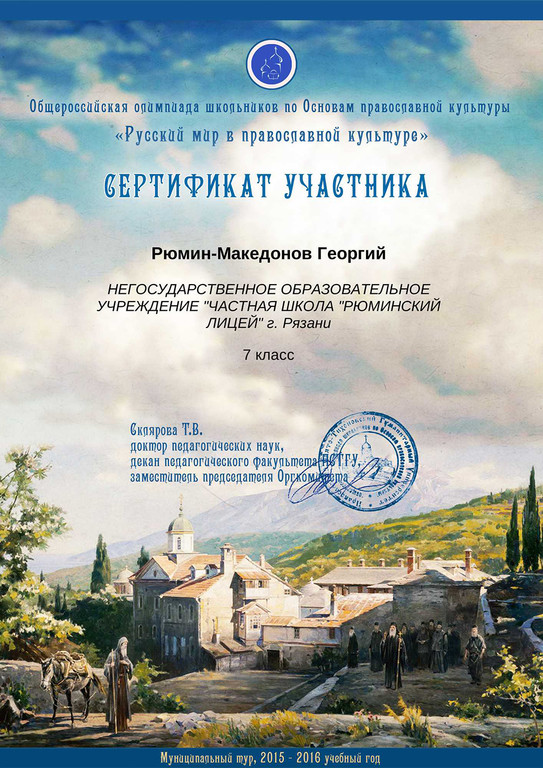 Общероссийская олимпиада школьников по Основам православной культуры
«Русский мир в православной культуре»
СЕРТИФИКАТ УЧАСТНИКА
Рюмин-Македонов Георгий
НЕГОСУДАРСТВЕННОЕ ОБРАЗОВАТЕЛЬНОЕ
УЧРЕЖДЕНИЕ "ЧАСТНАЯ ШКОЛА "РЮМИНСКИЙ
ЛИЦЕЙ" г. Рязани
7 класс
Склярова Т.В.
доктор педагогических наук,
декан педагогического факультета ПСТГУ,
заместитель председателя Оргкомитета
Муниципальный тур, 2015 - 2016 учебный год